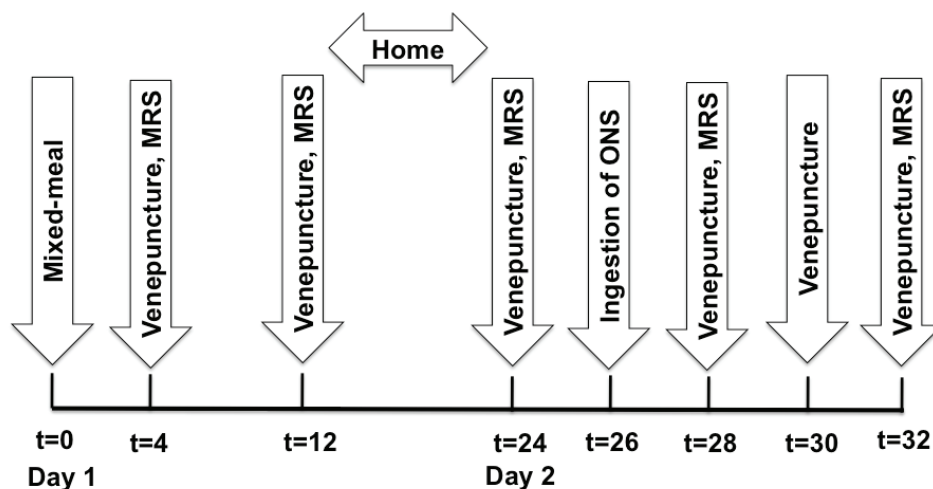 Home
Mixed-meal
Venepuncture, MRS
Venepuncture, MRS
Venepuncture, MRS
Ingestion of ONS
Venepuncture, MRS
Venepuncture
Venepuncture, MRS
t=0 t=4 t=12 t=24 t=26 t=28 t=30 t=32
Day 1 Day 2